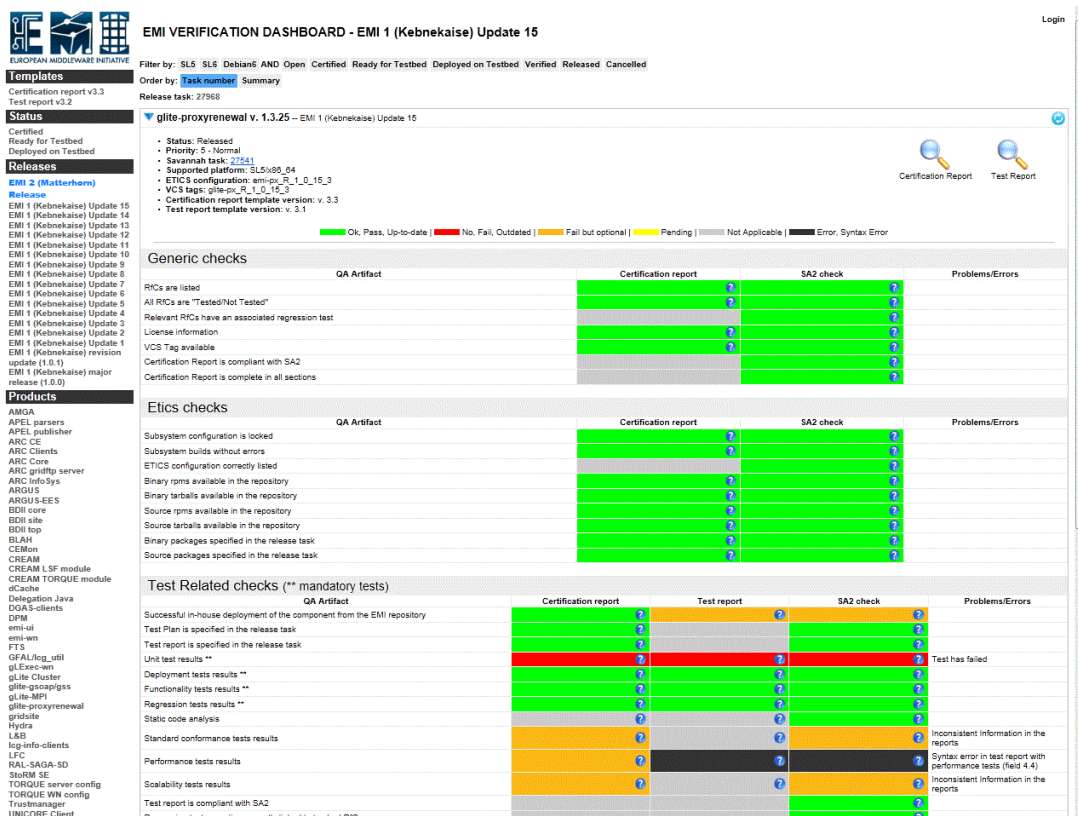 Login
EMI
EUROPEAN MIDDLEWARE INITIATIVE
EMI VERIFICATION DASHBOARD - EMI 1 (Kebnekaise) Update 15
Filter by: SL5 SL6 Debian6 AND Open Certified Ready for Testbed Deployed on Testbed Verified Released Cancelled
Order by: Task number Summary
Release task: 27968
Templates
Certification report v3.3
Test report v3.2
Status
Certified
Ready for Testbed
Deployed on Testbed
Releases
EMI 2 (Matterhorn)
Release
EMI 1 (Kebnekaise) Update 15
EMI 1 (Kebnekaise) Update 14
EMI 1 (Kebnekaise) Update 13
EMI 1 (Kebnekaise) Update 12
EMI 1 (Kebnekaise) Update 11
EMI 1 (Kebnekaise) Update 10
EMI 1 (Kebnekaise) Update 9
EMI 1 (Kebnekaise) Update 8
EMI 1 (Kebnekaise) Update 7
EMI 1 (Kebnekaise) Update 6
EMI 1 (Kebnekaise) Update 5
EMI 1 (Kebnekaise) Update 4
EMI 1 (Kebnekaise) Update 3
EMI 1 (Kebnekaise) Update 2
EMI 1 (Kebnekaise) Update 1
EMI 1 (Kebnekaise) revision
update (1.0.1)
EMI 1 (Kebnekaise) major
release (1.0.0)
Products
AMGA
APEL parsers
APEL publisher
ARC CE
ARC Clients
ARC Core
ARC gridftp server
ARC InfoSys
ARGUS
ARGUS-EES
BDII core
BDII site
BDII top
BLAH
CEMon
CREAM
CREAM LSF module
CREAM TORQUE module
dCache
Delegation Java
DGAS-clients
DPM
emi-ui
emi-wn
FTS
GFAL/lcg_util
gLExec-wn
gLite Cluster
glite-gsoap/gss
gLite-MPI
glite-proxyrenewal
gridsite
Hydra
L&B
lcg-info-clients
LFC
RAL-SAGA-SD
StoRM SE
TORQUE server config
TORQUE WN config
Trustmanager
UNICORE Client
glite-proxyrenewal v. 1.3.25 -- EMI 1 (Kebnekaise) Update 15
• Status: Released
• Priority: 5 - Normal
• Savannah task: 27541
• Supported platform: SL5/x86_64
• ETICS configuration: emi-px_R_1_0_15_3
• VCS tags: glite-px_R_1_0_15_3
• Certification report template version: v. 3.3
• Test report template version: v. 3.1
Certification Report Test Report
Ok, Pass, Up-to-date | No, Fail, Outdated | Fail but optional | Pending | Not Applicable | Error, Syntax Error
Generic checks
QA Artifact Certification report SA2 check Problems/Errors
RfCs are listed ? ?
All RfCs are "Tested/Not Tested" ? ?
Relevant RfCs have an associated regression test ?
License information ? ?
VCS Tag available ? ?
Certification Report is compliant with SA2 ?
Certification Report is complete in all sections ?
Etics checks
QA Artifact Certification report SA2 check Problems/Errors
Subsystem configuration is locked ? ?
Subsystem builds without errors ? ?
ETICS configuration correctly listed ?
Binary rpms available in the repository ? ?
Binary tarballs available in the repository ? ?
Source rpms available in the repository ? ?
Source tarballs available in the repository ? ?
Binary packages specified in the release task ? ?
Source packages specified in the release task ? ?
Test Related checks (** mandatory tests)
QA Artifact Certification report Test report SA2 check Problems/Errors
Successful in-house deployment of the component from the EMI repository ? ? ?
Test Plan is specified in the release task ? ?
Test report is specified in the release task ? ?
Unit test results ** ? ? ? Test has failed
Deployment tests results ** ? ? ?
Functionality tests results ** ? ? ?
Regression tests results ** ? ? ?
Static code analysis ? ? ?
Standard conformance tests results ? ? ? Inconsistent Information in the
reports
Performance tests results ? ? ? Syntax error in test report with
performance tests (field 4.4)
Scalability tests results ? ? ? Inconsistent Information in the
reports
Test report is compliant with SA2 ?